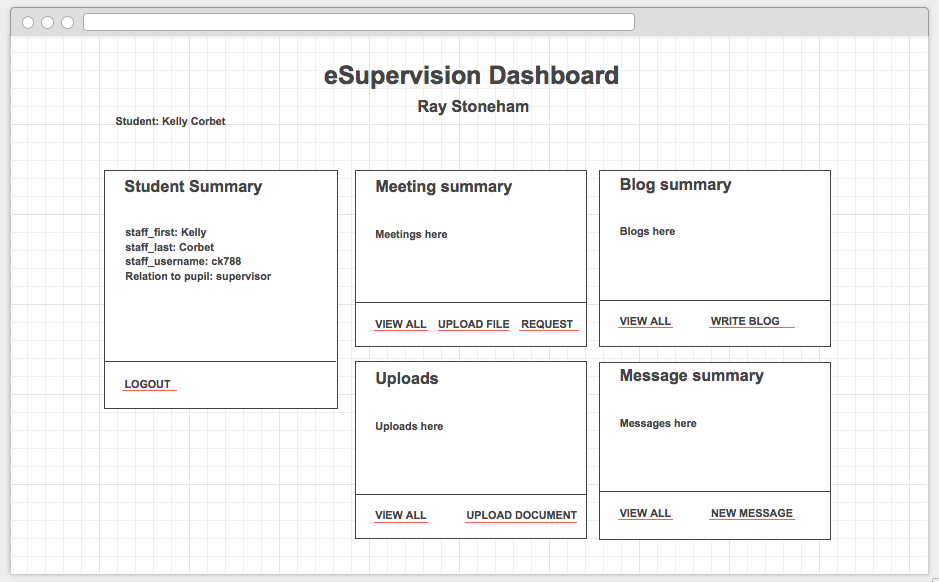 eSupervision Dashboard
Ray Stoneham
Student: Kelly Corbet
Student Summary
staff_first: Kelly
staff_last: Corbet
staff_username: ck788
Relation to pupil: supervisor
LOGOUT
Meeting summary
Meetings here
VIEW ALL UPLOAD FILE REQUEST
Blog summary
Blogs here
VIEW ALL WRITE BLOG
Uploads
Uploads here
VIEW ALL UPLOAD DOCUMENT
Message summary
Messages here
VIEW ALL NEW MESSAGE